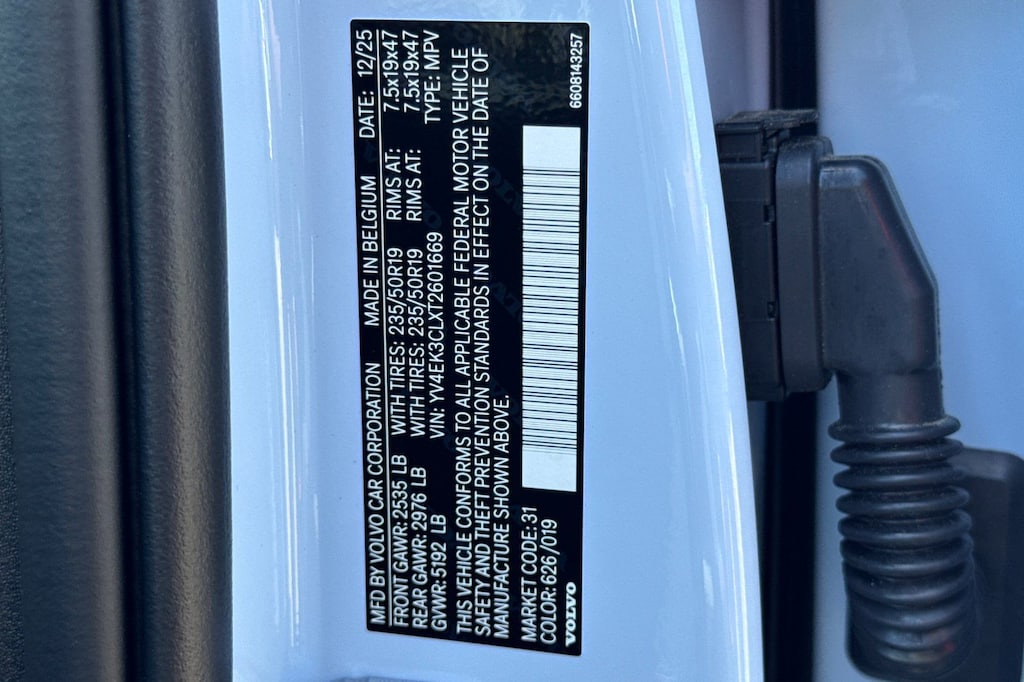 MFD BY VOLVO CAR CORPORATION MADE IN BELGIUM DATE: 12/25
FRONT GAWR: 2535 LB WITH TIRES: 235/50R19 RIMS AT: 7.5x19x47
REAR GAWR: 2976 LB WITH TIRES: 235/50R19 RIMS AT: 7.5x19x47
GVWR: 5192 LB VIN: YV4EK3CLXT2601669 TYPE: MPV
THIS VEHICLE CONFORMS TO ALL APPLICABLE FEDERAL MOTOR VEHICLE
SAFETY AND THEFT PREVENTION STANDARDS IN EFFECT ON THE DATE OF
MANUFACTURE SHOWN ABOVE.
MARKET CODE:31
COLOR:626/019
VOLVO
6608143257